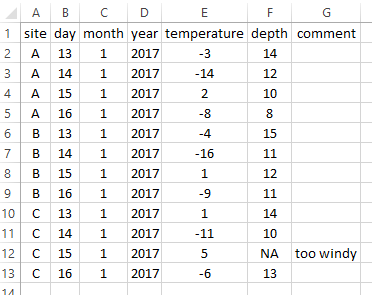 A B C D E F G
1 site day month year temperature depth comment
2 A 13 1 2017 -3 14
3 A 14 1 2017 -14 12
4 A 15 1 2017 2 10
5 A 16 1 2017 -8 8
6 B 13 1 2017 -4 15
7 B 14 1 2017 -16 11
8 B 15 1 2017 1 12
9 B 16 1 2017 -9 11
10 C 13 1 2017 1 14
11 C 14 1 2017 -11 10
12 C 15 1 2017 5 NA too windy
13 C 16 1 2017 -6 13
14